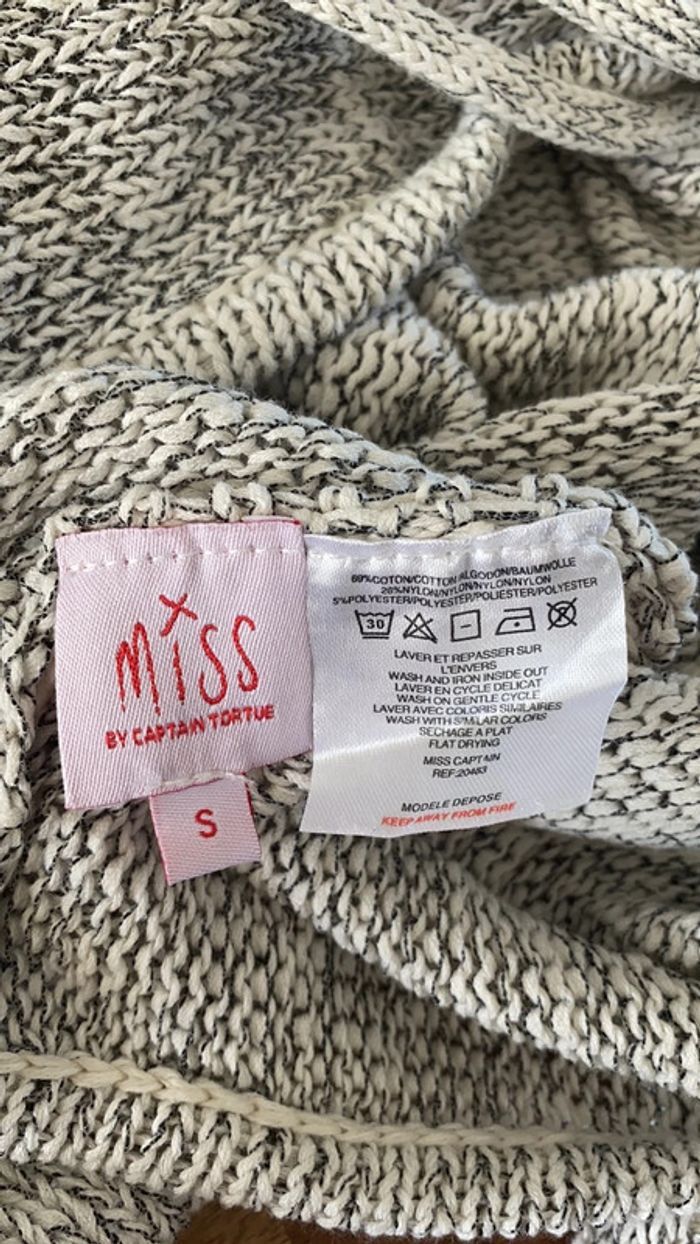 miss
BY CAPTAIN TORTUE
S
69%COTON/COTTON/ALGODON/BAUMWOLLE
26%NYLON/NYLON/NYLON/NYLON
5%POLYESTER/POLYESTER/POLIESTER/POLYESTER
30
LAVER ET REPASSER SUR
L'ENVERS
WASH AND IRON INSIDE OUT
LAVER EN CYCLE DELICAT
WASH ON GENTLE CYCLE
LAVER AVEC COLORIS SIMILAIRES
WASH WITH SIMILAR COLORS
SECHAGE A PLAT
FLAT DRYING
MISS CAPTAIN
REF:20463
MODELE DEPOSE
KEEP AWAY FROM FIRE